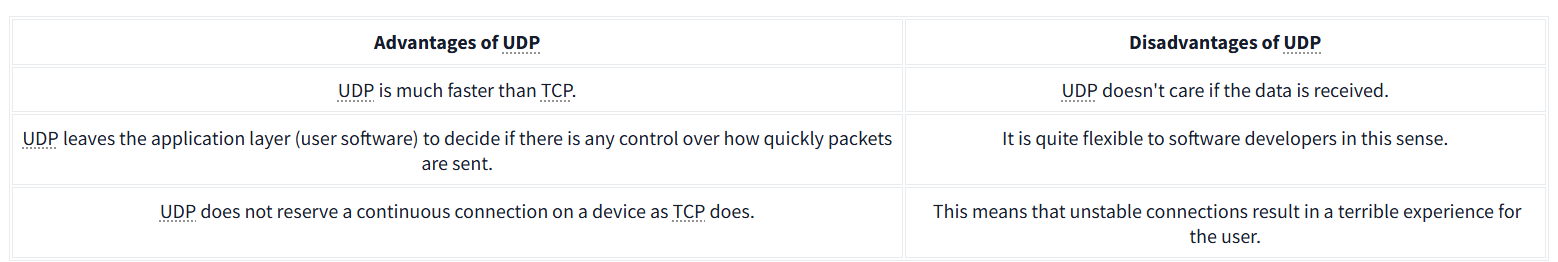 Advantages of UDP
Disadvantages of UDP
UDP is much faster than TCP.
UDP doesn't care if the data is received.
UDP leaves the application layer (user software) to decide if there is any control over how quickly packets
are sent.
It is quite flexible to software developers in this sense.
UDP does not reserve a continuous connection on a device as TCP does.
This means that unstable connections result in a terrible experience for
the user.